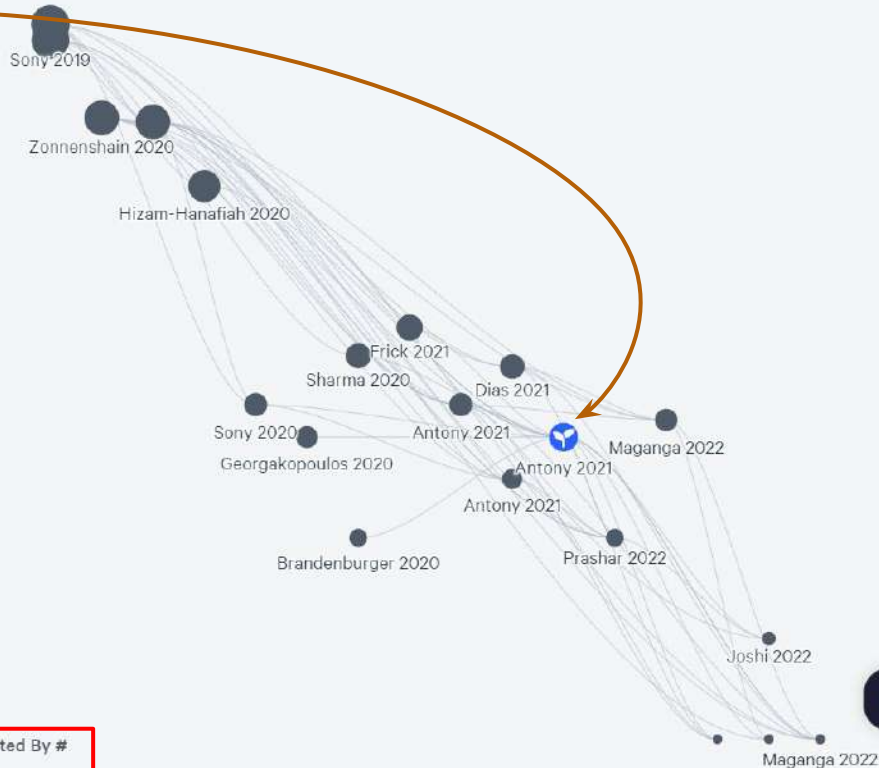 Sony 2019
Zonnenshain 2020
Hizam-Hanafiah 2020
Frick 2021
Sharma 2020
Dias 2021
Sony 2020
Antony 2021
Maganga 2022
Georgakopoulos 2020
Antony 2021
Antony 2021
Brandenburger 2020
Prashar 2022
Joshi 2022
ted By #
Maganga 2022